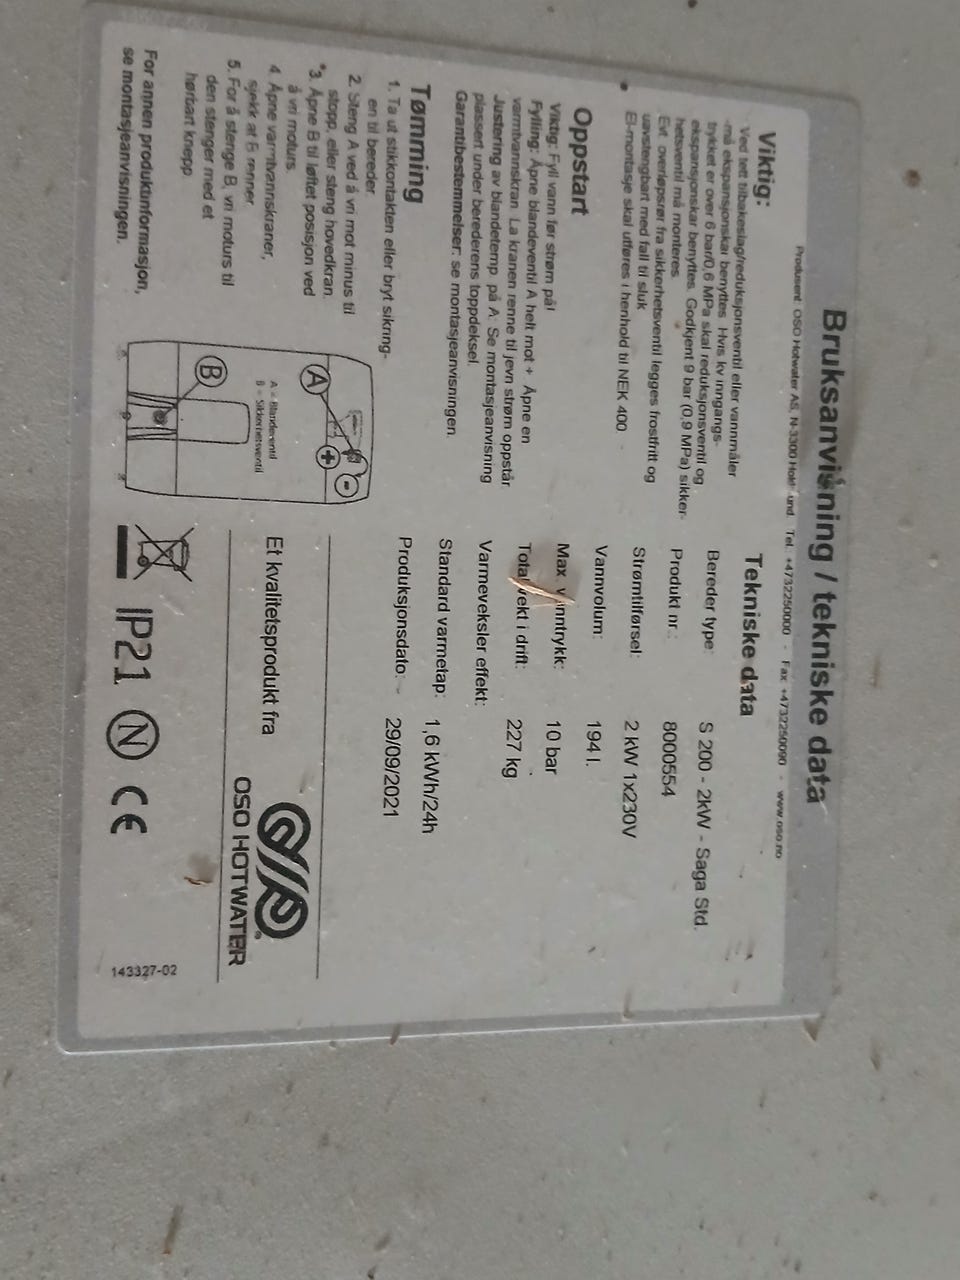 Bruksanvisning / tekniske data
Produsent: OSO Hotwater AS, N-3300 Hokksund. Tel.: +4732250000 - Fax +4732250090 - www.oso.no
Viktig:
Ved tett tilbakeslag/reduksjonsventil eller vannmåler
-må ekspansjonskar benyttes. Hvis kv inngangs-
trykket er over 6 bar/0,6 MPa skal reduksjonsventil og
ekspansjonskar benyttes. Godkjent 9 bar (0,9 MPa) sikker-
hetsventil må monteres.
Evt. overløpsrør fra sikkerhetsventil legges frostfritt og
uavstengbart med fall til sluk
El-montasje skal utføres i henhold til NEK 400
Oppstart
Viktig: Fyll vann før strøm på!
Fylling: Åpne blandeventil A helt mot + Åpne en
varmtvannskran. La kranen renne til jevn strøm oppstår
Justering av blandetemp. på A: Se montasjeanvisning
plassert under berederens toppdeksel.
Garantibestemmelser: se montasjeanvisningen.
Tømming
1. Ta ut stikkontakten eller bryt sikring-
en til bereder
2. Steng A ved å vri mot minus til
stopp, eller steng hovedkran.
3. Åpne B til løftet posisjon ved
å vri moturs.
4. Åpne varmtvannskraner,
sjekk at B renner
5. For å stenge B, vri moturs til
den stenger med et
hørbart knepp
For annen produktinformasjon,
se montasjeanvisningen.
A
B
+
-
A = Blandeventil
B = Sikkerhetsventil
Tekniske data
Bereder type: S 200 - 2kW - Saga Std.
Produkt nr.: 8000554
Strømtilførsel: 2 kW 1x230V
Vannvolum: 194 l.
Max. vanntrykk: 10 bar
Total vekt i drift: 227 kg
Varmeveksler effekt:
Standard varmetap: 1,6 kWh/24h
Produksjonsdato: 29/09/2021
Et kvalitetsprodukt fra
OSO HOTWATER
IP21 N CE
143327-02